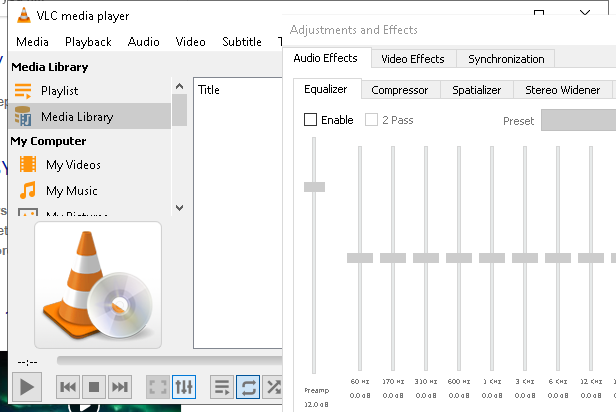 VLC media player
Media Playback Audio Video Subtitle T
Media Library
Playlist
Media Library
My Computer
My Videos
My Music
My Pictures
Title
--:--
Adjustments and Effects
Audio Effects Video Effects Synchronization
Equalizer Compressor Spatializer Stereo Widener
Enable 2 Pass Preset
60 Hz 170 Hz 310 Hz 600 Hz 1 KHz 3 KHz 6 KHz 12 KHz
Preamp 0.0 dB 0.0 dB 0.0 dB 0.0 dB 0.0 dB 0.0 dB 0.0 dB 0.0 dB
12.0 dB